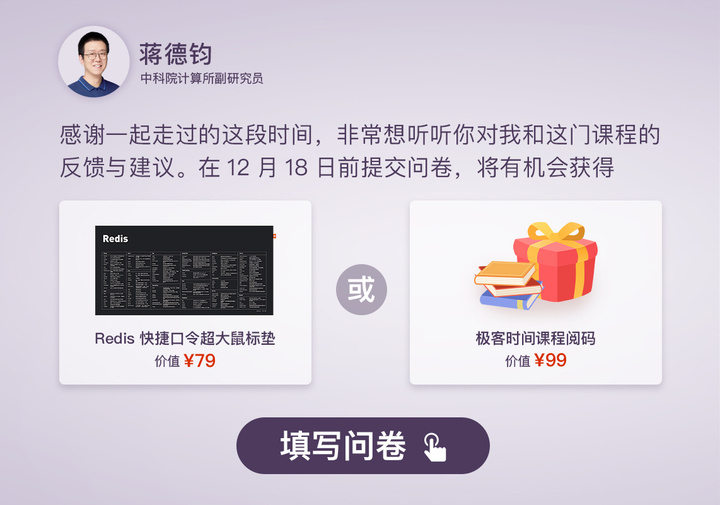 蒋德钧
中科院计算所副研究员
感谢一起走过的这段时间，非常想听听你对我和这门课程的
反馈与建议。在 12 月 18 日前提交问卷，将有机会获得
Redis
或
Redis 快捷口令超大鼠标垫
价值 ¥79
极客时间课程阅码
价值 ¥99
填写问卷